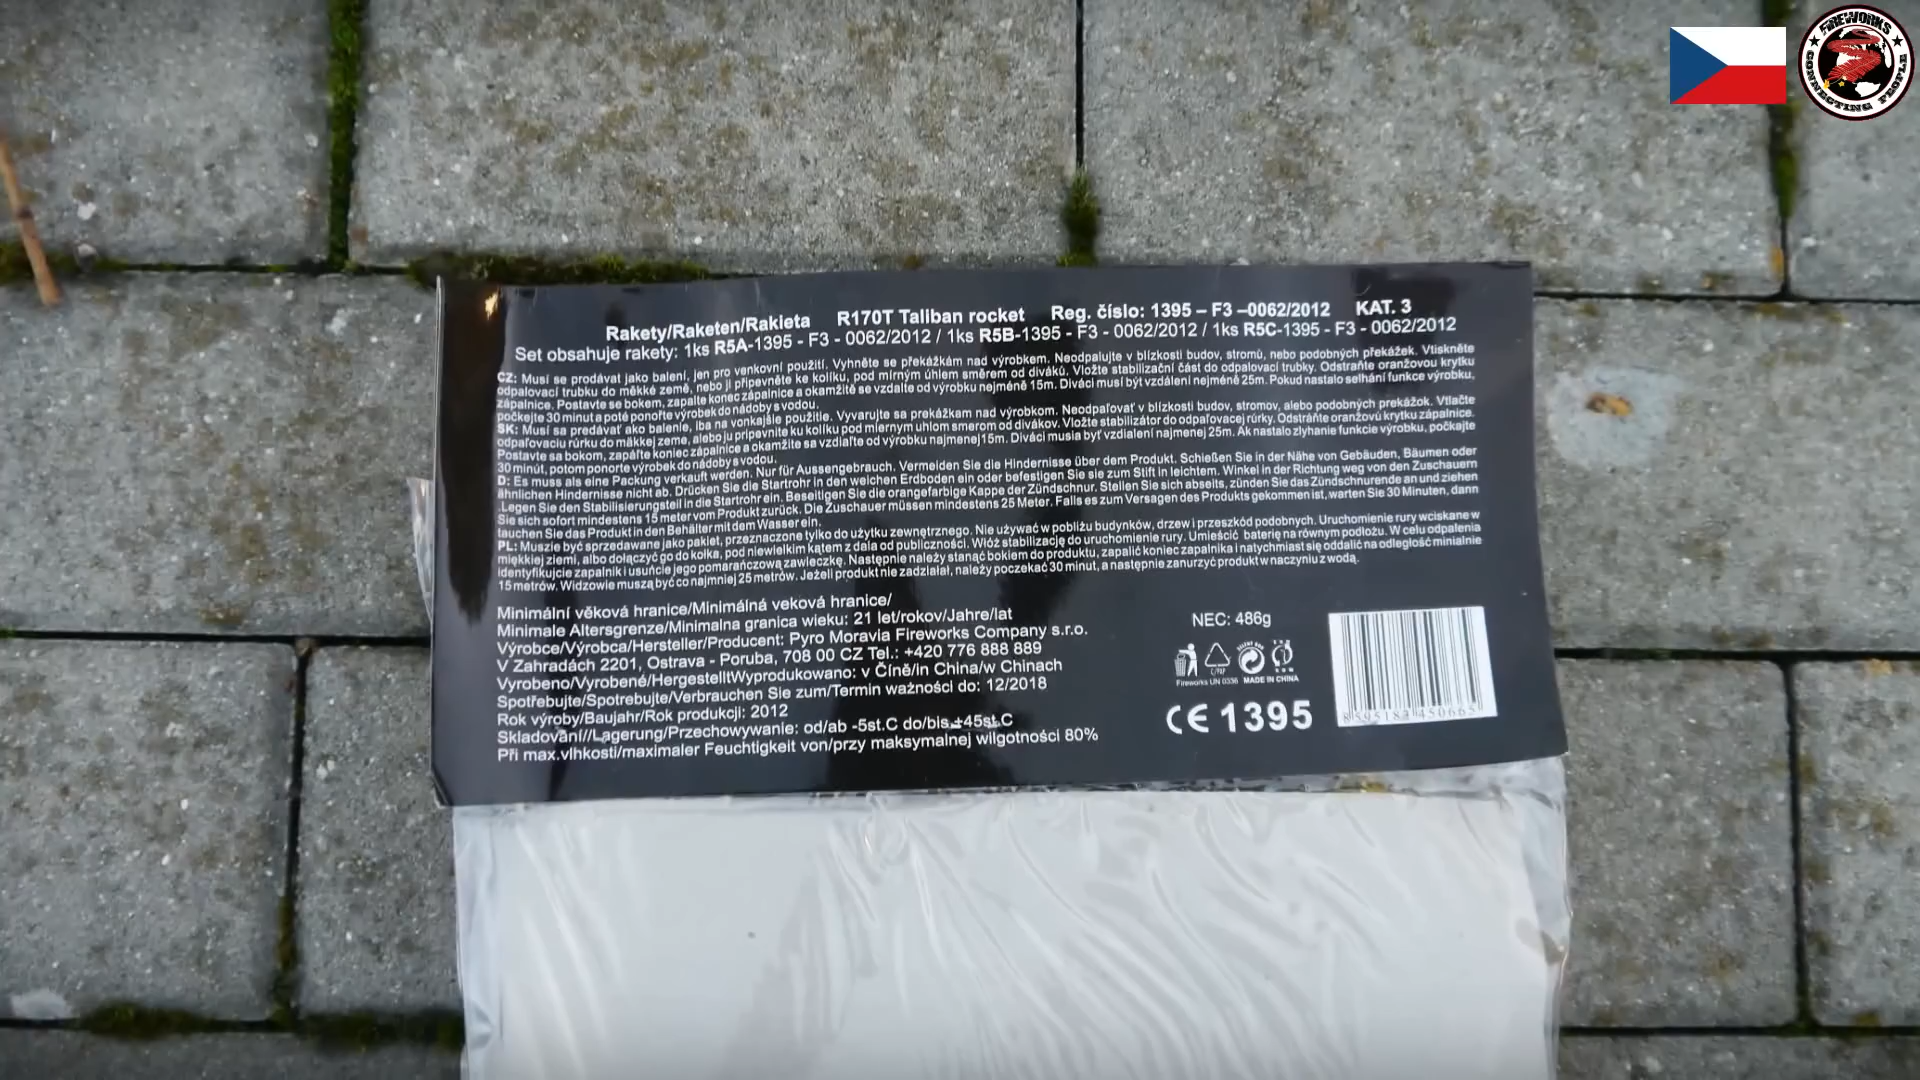 FIREWORKS
CONNECTING PEOPLE
Rakety/Raketen/Rakieta R170T Taliban rocket Reg. číslo: 1395 – F3 –0062/2012 KAT. 3
Set obsahuje rakety: 1ks R5A-1395 - F3 - 0062/2012 / 1ks R5B-1395 - F3 - 0062/2012 / 1ks R5C-1395 - F3 - 0062/2012
CZ: Musí se prodávat jako balení, jen pro venkovní použití. Vyhněte se překážkám nad výrobkem. Neodpalujte v blízkosti budov, stromů, nebo podobných překážek. Vtiskněte
odpalovací trubku do měkké země, nebo ji připevněte ke kolíku, pod mírným úhlem směrem od diváků. Vložte stabilizační část do odpalovací trubky. Odstraňte oranžovou krytku
zápalnice. Postavte se bokem, zapalte konec zápalnice a okamžitě se vzdalte od výrobku nejméně 15m. Diváci musí být vzdáleni nejméně 25m. Pokud nastalo selhání funkce výrobku,
počkejte 30 minut a poté ponořte výrobek do nádoby s vodou.
SK: Musí sa predávať ako balenie, iba na vonkajšie použitie. Vyvarujte sa prekážkam nad výrobkom. Neodpaľovať v blízkosti budov, stromov, alebo podobných prekážok. Vtlačte
odpaľovaciu rúrku do mäkkej zeme, alebo ju pripevnite ku kolíku pod miernym uhlom smerom od divákov. Vložte stabilizátor do odpaľovacej rúrky. Odstráňte oranžovú krytku zápalnice.
Postavte sa bokom, zapáľte koniec zápalnice a okamžite sa vzdiaľte od výrobku najmenej15m. Diváci musia byť vzdialení najmenej 25m. Ak nastalo zlyhanie funkcie výrobku, počkajte
30 minút, potom ponorte výrobek do nádoby s vodou.
D: Es muss als eine Packung verkauft werden. Nur für Aussengebrauch. Vermeiden Sie die Hindernisse über dem Produkt. Schießen Sie in der Nähe von Gebäuden, Bäumen oder
ähnlichen Hindernisse nicht ab. Drücken Sie die Startrohr in den weichen Erdboden ein oder befestigen Sie sie zum Stift in leichtem. Winkel in der Richtung weg von den Zuschauern
.Legen Sie den Stabilisierungsteil in die Startrohr ein. Beseitigen Sie die orangefarbige Kappe der Zündschnur. Stellen Sie sich abseits, zünden Sie das Zündschnurende an und ziehen
Sie sich sofort mindestens 15 meter vom Produkt zurück. Die Zuschauer müssen mindestens 25 Meter. Falls es zum Versagen des Produkts gekommen ist, warten Sie 30 Minuten, dann
tauchen Sie das Produkt in den Behälter mit dem Wasser ein.
PL: Muszie być sprzedawane jako pakiet, przeznaczone tylko do użytku zewnętrznego. Nie używać w pobliżu budynków, drzew i przeszkód podobnych. Uruchomienie rury wciskane w
miękkiej ziemi, albo dołączyć go do kołka, pod niewielkim kątem z dala od publiczności. Włóż stabilizację do uruchomienie rury. Umieścić baterię na równym podłożu. W celu odpalenia
identyfikujcie zapalnik i usuńcie jego pomarańczową zawleczkę. Następnie należy stanąć bokiem do produktu, zapalić koniec zapalnika i natychmiast się oddalić na odległość minialnie
15 metrów. Widzowie muszą być co najmniej 25 metrów. Jeżeli produkt nie zadziałał, należy poczekać 30 minut, a następnie zanurzyć produkt w naczyniu z wodą.
Minimální věková hranice/Minimálná veková hranice/
Minimale Altersgrenze/Minimalna granica wieku: 21 let/rokov/Jahre/lat
Výrobce/Výrobca/Hersteller/Producent: Pyro Moravia Fireworks Company s.r.o.
V Zahradách 2201, Ostrava - Poruba, 708 00 CZ Tel.: +420 776 888 889
Vyrobeno/Vyrobené/HergestelltWyprodukowano: v Číně/in China/w Chinach
Spotřebujte/Spotrebujte/Verbrauchen Sie zum/Termin ważności do: 12/2018
Rok výroby/Baujahr/Rok produkcji: 2012
Skladování//Lagerung/Przechowywanie: od/ab -5st.C do/bis +45st.C
Při max.vlhkosti/maximaler Feuchtigkeit von/przy maksymalnej wilgotności 80%
NEC: 486g
C/PAP
Fireworks UN 0336 MADE IN CHINA
CE 1395
8 595183 450665